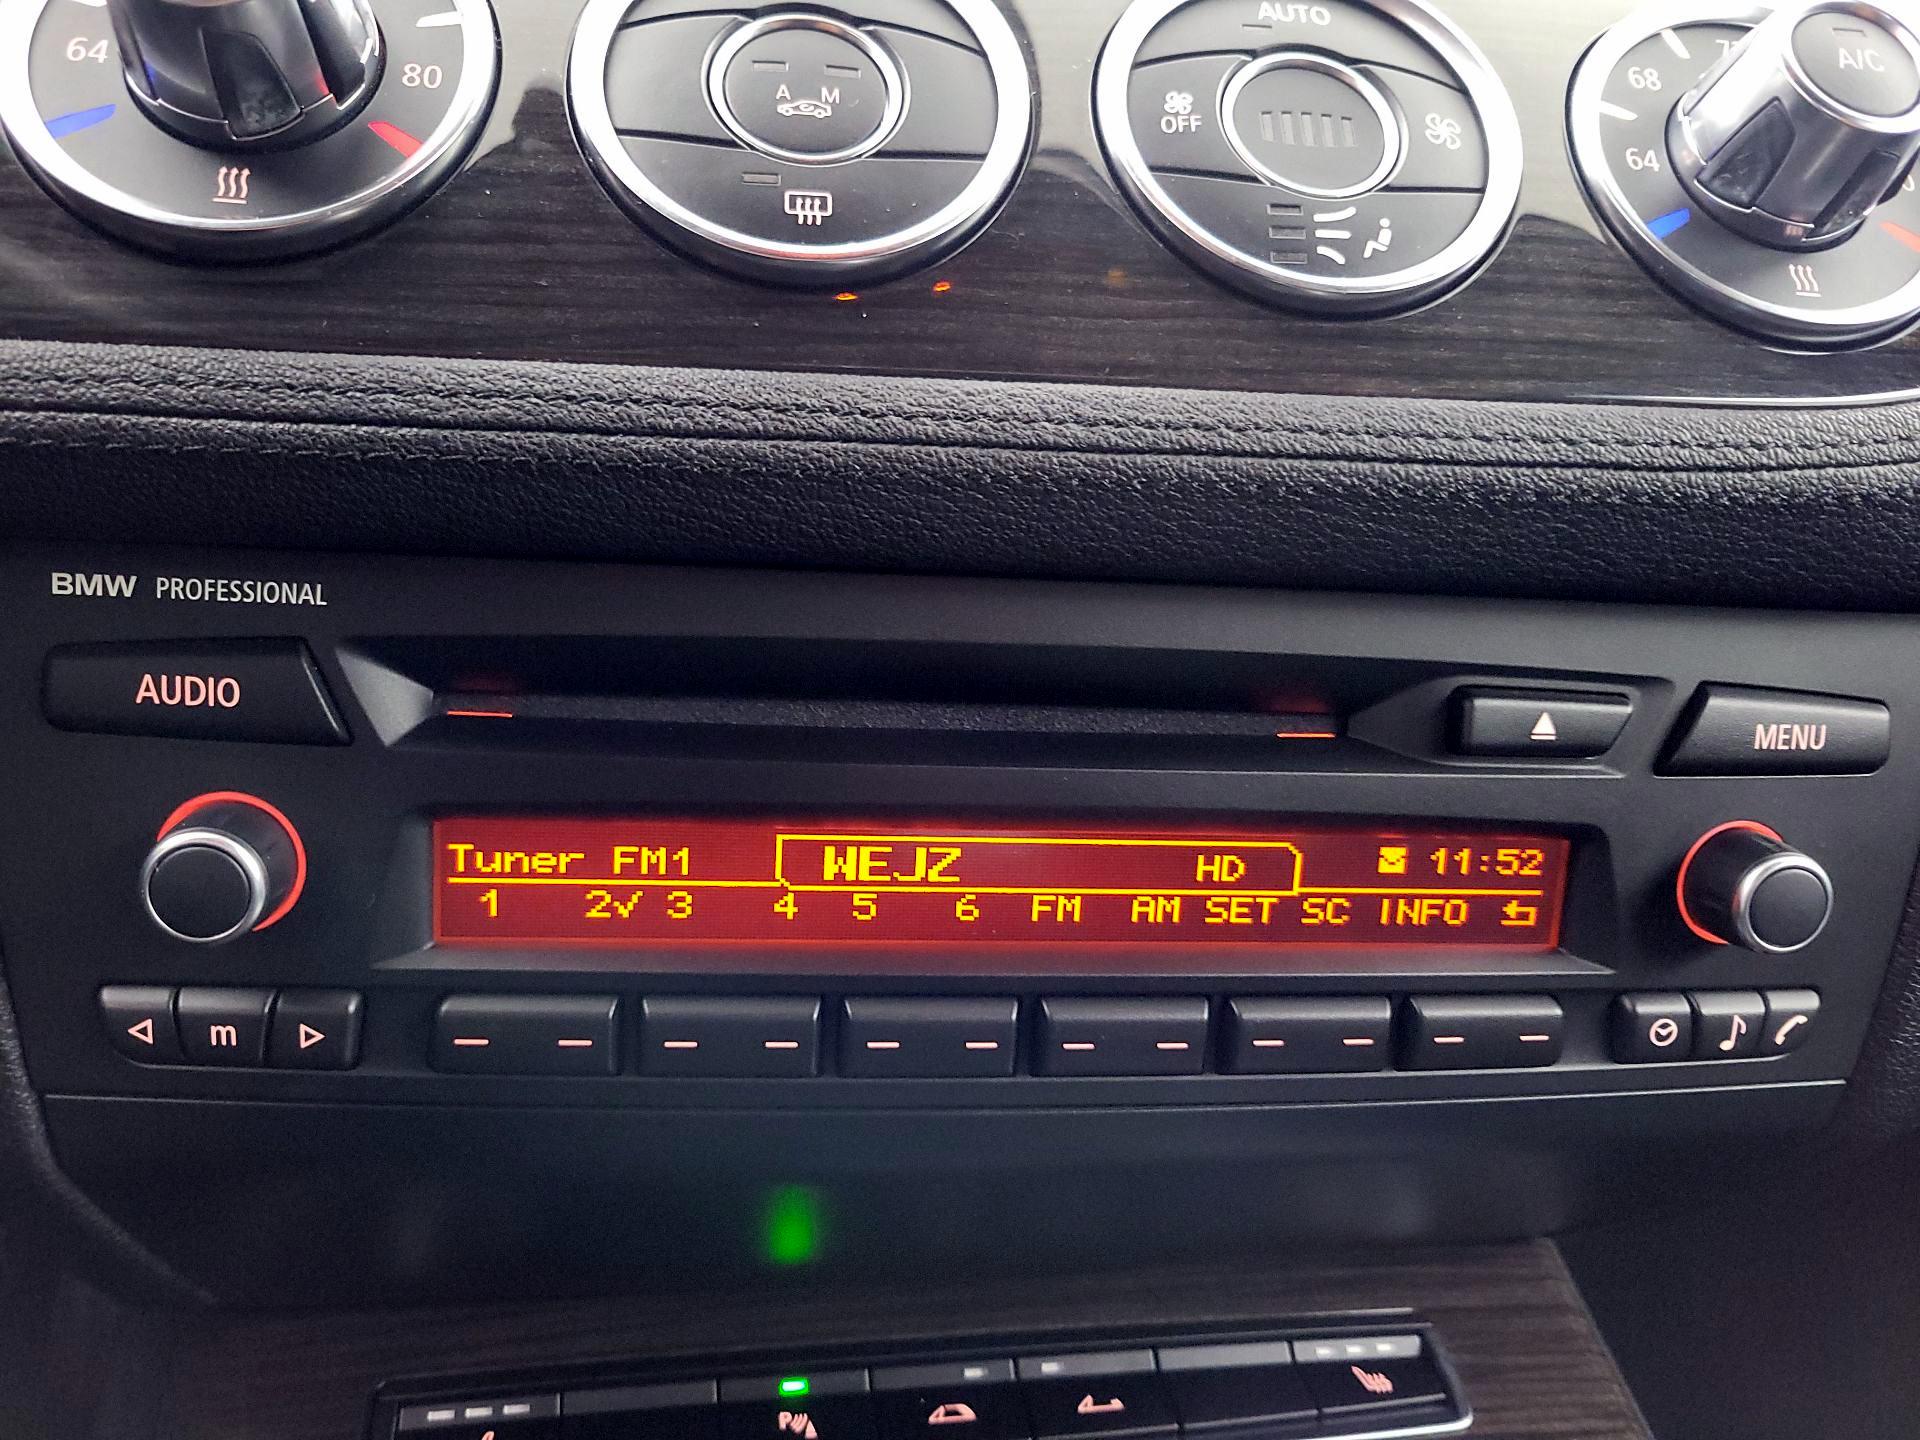 64 80
A M
AUTO
OFF
68
64
A/C
BMW PROFESSIONAL
AUDIO
MENU
Tuner FM1 WEJZ HD 11:52
1 2✓ 3 4 5 6 FM AM SET SC INFO
m
P